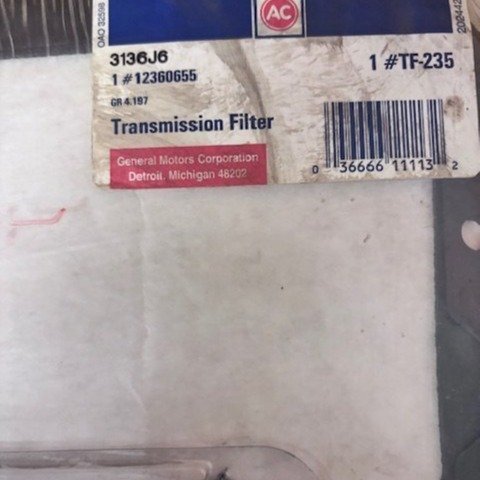 AC
OAO 32598
3136J6
1 #TF-235
1 #12360655
GR 4.197
Transmission Filter
General Motors Corporation
Detroit, Michigan 48202
0 36666 11113 2